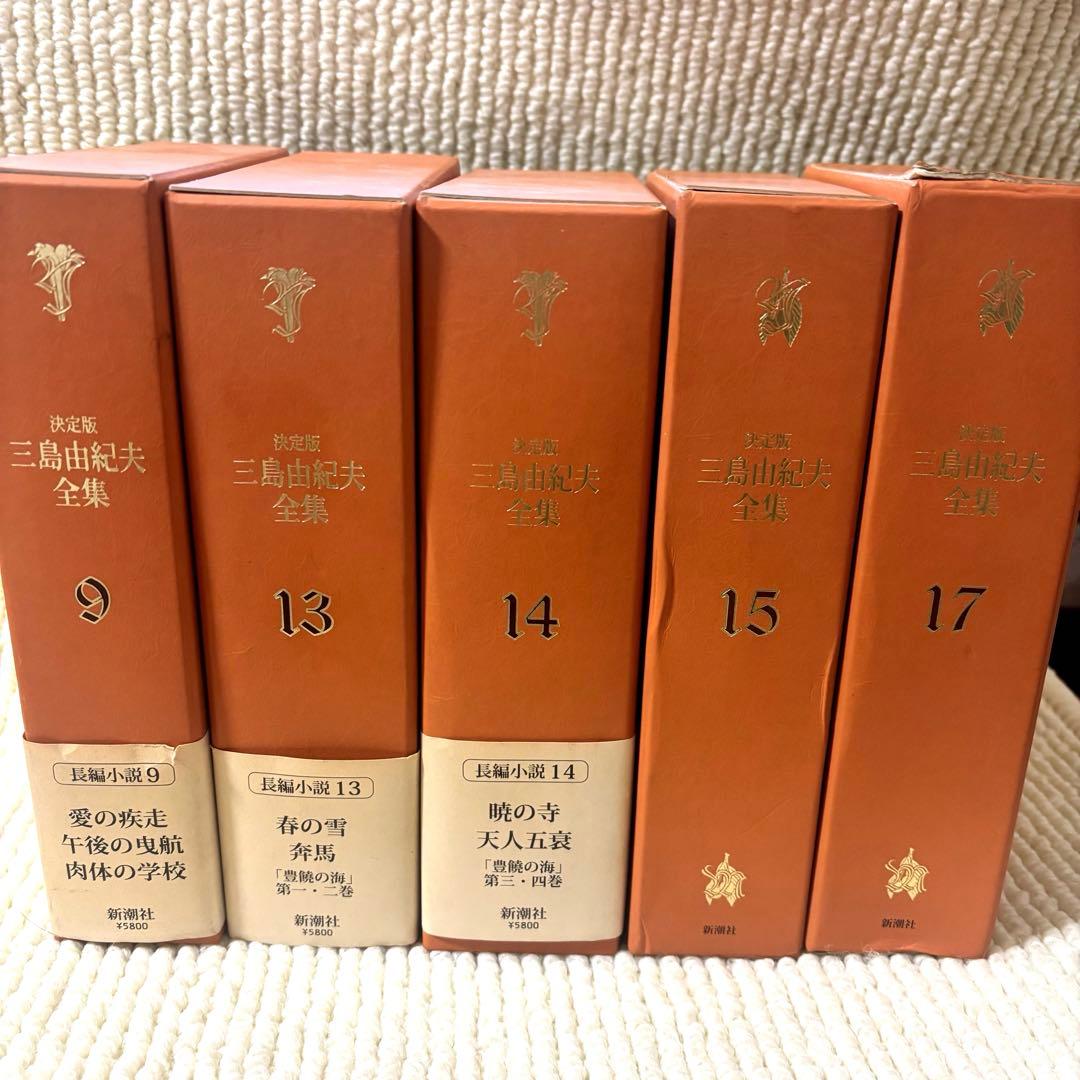 決定版
三島由紀夫
全集
9
長編小説9
愛の疾走
午後の曳航
肉体の学校
新潮社
¥5800
決定版
三島由紀夫
全集
13
長編小説13
春の雪
奔馬
「豊饒の海」
第一・二巻
新潮社
¥5800
決定版
三島由紀夫
全集
14
長編小説14
暁の寺
天人五衰
「豊饒の海」
第三・四巻
新潮社
¥5800
決定版
三島由紀夫
全集
15
新潮社
決定版
三島由紀夫
全集
17
新潮社